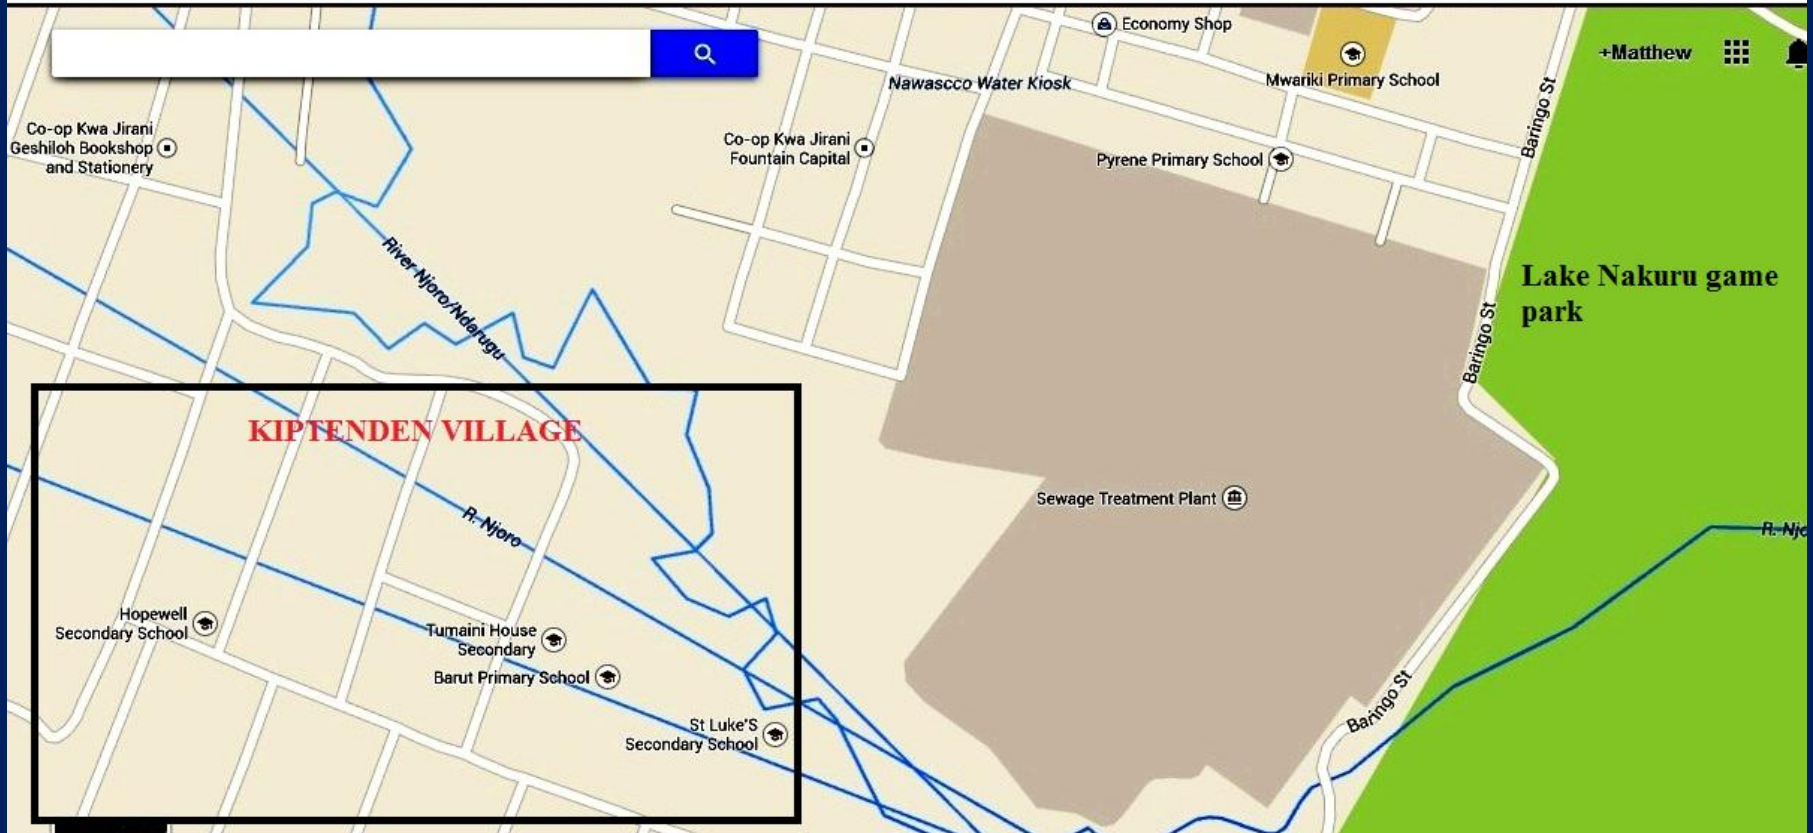 Economy Shop
+Matthew
Mwariki Primary School
Nawascco Water Kiosk
Baringo St
Co-op Kwa Jirani
Geshiloh Bookshop
and Stationery
Co-op Kwa Jirani
Fountain Capital
Pyrene Primary School
River Njoro/Ndarugu
Lake Nakuru game
park
Baringo St
KIPTENDEN VILLAGE
Sewage Treatment Plant
R. Njoro
Hopewell
Secondary School
Tumaini House
Secondary
Barut Primary School
St Luke'S
Secondary School
Baringo St